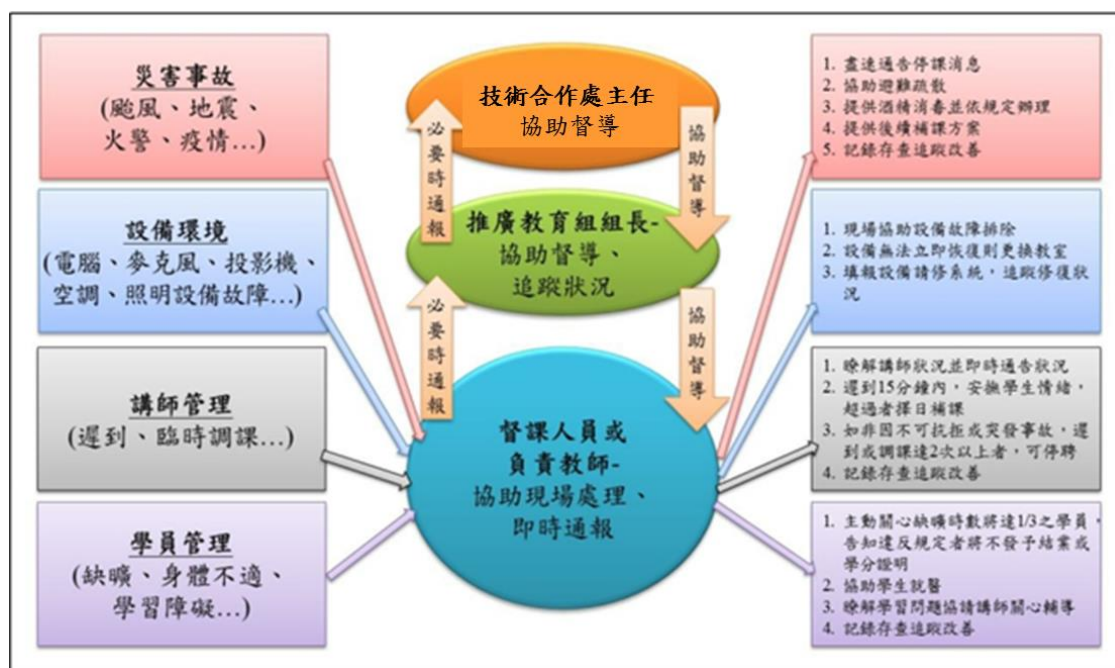 災害事故
(颱風、地震、
火警、疫情…)
設備環境
(電腦、麥克風、投影機、
空調、照明設備故障…)
講師管理
(遲到、臨時調課…)
學員管理
(缺曠、身體不適、
學習障礙…)
技術合作處主任
協助督導
必要時通報
協助督導
推廣教育組組長-
協助督導、
追蹤狀況
必要時通報
協助督導
督課人員或
負責教師-
協助現場處理、
即時通報
1. 盡速通告停課消息
2. 協助避難疏散
3. 提供酒精消毒並依規定辦理
4. 提供後續補課方案
5. 記錄存查追蹤改善
1. 現場協助設備故障排除
2. 設備無法立即恢復則更換教室
3. 填報設備請修系統，追蹤修復狀
況
1. 瞭解講師狀況並即時通告狀況
2. 遲到15分鐘內，安撫學生情緒，
超過者擇日補課
3. 如非因不可抗拒或突發事故，遲
到或調課達2次以上者，可停聘
4. 記錄存查追蹤改善
1. 主動關心缺曠時數將達1/3之學員，
告知違反規定者將不發予結業或
學分證明
2. 協助學生就醫
3. 瞭解學習問題協請講師關心輔導
4. 記錄存查追蹤改善